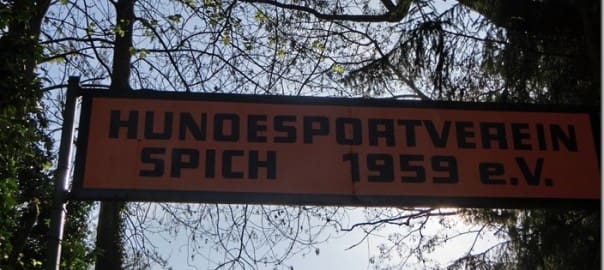 HUNDESPORTVEREIN
SPICH 1959 e.V.